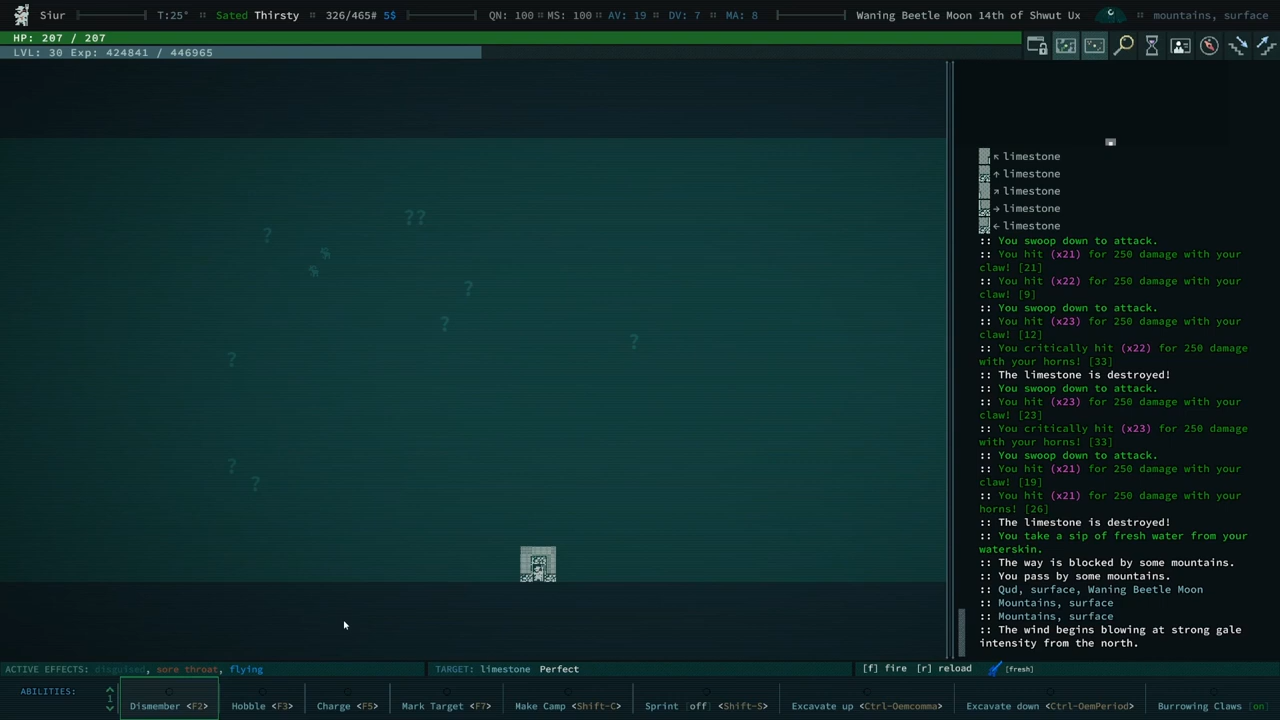 Siur T:25° :: Sated Thirsty :: 326/465# 5$ QN: 100 :: MS: 100 :: AV: 19 :: DV: 7 :: MA: 8 Waning Beetle Moon 14th of Shwut Ux :: mountains, surface
HP: 207 / 207
LVL: 30 Exp: 424841 / 446965
??
?
?
?
?
?
?
?
↖ limestone
↑ limestone
↗ limestone
→ limestone
← limestone
:: You swoop down to attack.
:: You hit (x21) for 250 damage with your
claw! [21]
:: You hit (x22) for 250 damage with your
claw! [9]
:: You swoop down to attack.
:: You hit (x23) for 250 damage with your
claw! [12]
:: You critically hit (x22) for 250 damage
with your horns! [33]
:: The limestone is destroyed!
:: You swoop down to attack.
:: You hit (x23) for 250 damage with your
claw! [23]
:: You critically hit (x23) for 250 damage
with your horns! [33]
:: You swoop down to attack.
:: You hit (x21) for 250 damage with your
claw! [19]
:: You hit (x21) for 250 damage with your
horns! [26]
:: The limestone is destroyed!
:: You take a sip of fresh water from your
waterskin.
:: The way is blocked by some mountains.
:: You pass by some mountains.
:: Qud, surface, Waning Beetle Moon
:: Mountains, surface
:: Mountains, surface
:: The wind begins blowing at strong gale
intensity from the north.
ACTIVE EFFECTS: disguised, sore throat, flying TARGET: limestone Perfect [f] fire [r] reload [fresh]
ABILITIES: 1 Dismember <F2> Hobble <F3> Charge <F5> Mark Target <F7> Make Camp <Shift-C> Sprint [off] <Shift-S> Excavate up <Ctrl-Oemcomma> Excavate down <Ctrl-OemPeriod> Burrowing Claws [on]